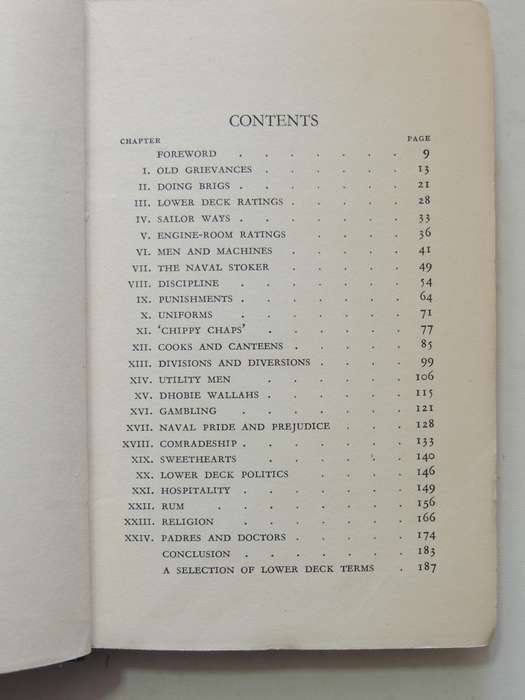 CONTENTS
CHAPTER PAGE
FOREWORD . . . . . . . 9
I. OLD GRIEVANCES . . . . . . 13
II. DOING BRIGS . . . . . . . 21
III. LOWER DECK RATINGS . . . . . 28
IV. SAILOR WAYS . . . . . . . 33
V. ENGINE-ROOM RATINGS . . . . 36
VI. MEN AND MACHINES . . . . . 41
VII. THE NAVAL STOKER . . . . . 49
VIII. DISCIPLINE . . . . . . 54
IX. PUNISHMENTS . . . . . . . 64
X. UNIFORMS . . . . . . 71
XI. ‘CHIPPY CHAPS’ . . . . . . 77
XII. COOKS AND CANTEENS . . . . . 85
XIII. DIVISIONS AND DIVERSIONS . . . . 99
XIV. UTILITY MEN . . . . . . 106
XV. DHOBIE WALLAHS . . . . . . 115
XVI. GAMBLING . . . . . . 121
XVII. NAVAL PRIDE AND PREJUDICE . . . 128
XVIII. COMRADESHIP . . . . . . . 133
XIX. SWEETHEARTS . . . . . 140
XX. LOWER DECK POLITICS . . . . 146
XXI. HOSPITALITY . . . . . . . 149
XXII. RUM . . . . . . . 156
XXIII. RELIGION . . . . . . 166
XXIV. PADRES AND DOCTORS . . . . . 174
CONCLUSION . . . . . . . 183
A SELECTION OF LOWER DECK TERMS . 187